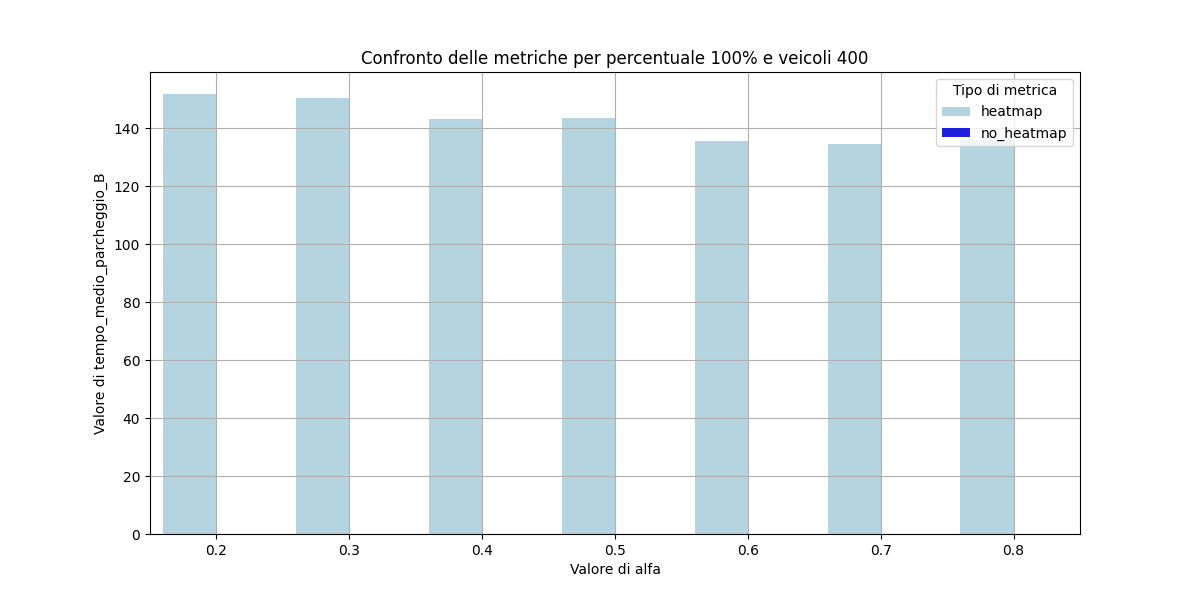 Confronto delle metriche per percentuale 100% e veicoli 400
Tipo di metrica
heatmap
no_heatmap
Valore di tempo_medio_parcheggio_B
140
120
100
80
60
40
20
0
0.2
0.3
0.4
0.5
0.6
0.7
0.8
Valore di alfa